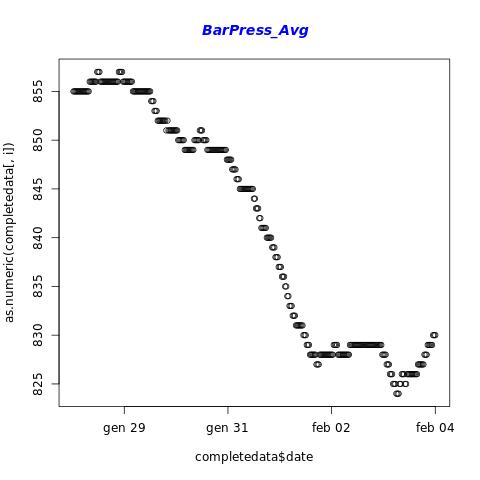 BarPress_Avg
as.numeric(completedata[, i])
855
850
845
840
835
830
825
gen 29
gen 31
feb 02
feb 04
completedata$date